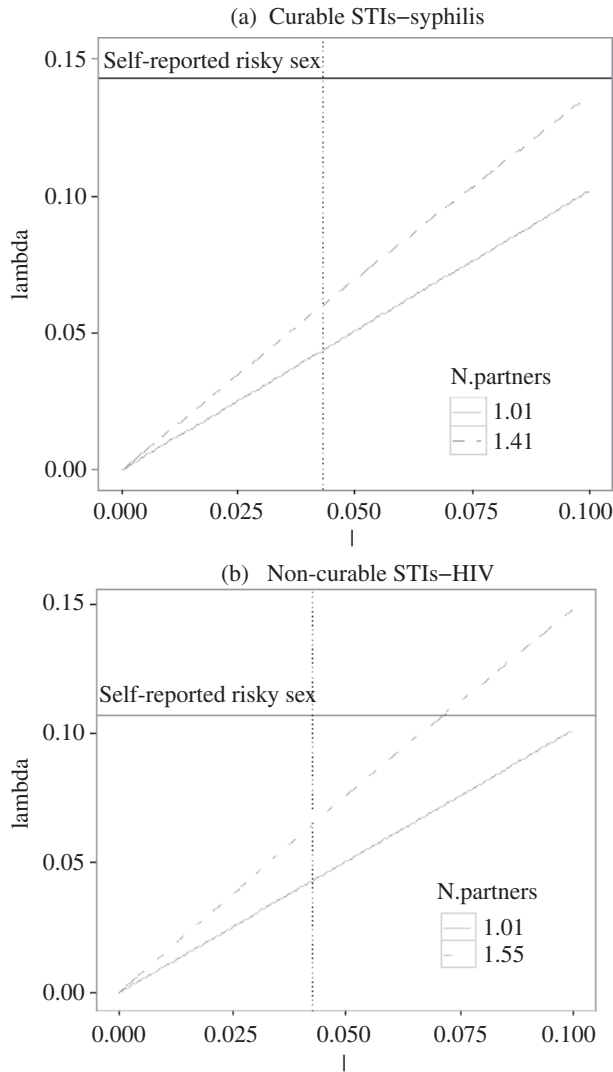 (a) Curable STIs–syphilis
0.15
Self-reported risky sex
0.10
lambda
0.05
N.partners
1.01
1.41
0.00
0.000 0.025 0.050 0.075 0.100
I
(b) Non-curable STIs–HIV
0.15
Self-reported risky sex
0.10
lambda
0.05
N.partners
1.01
1.55
0.00
0.000 0.025 0.050 0.075 0.100
I